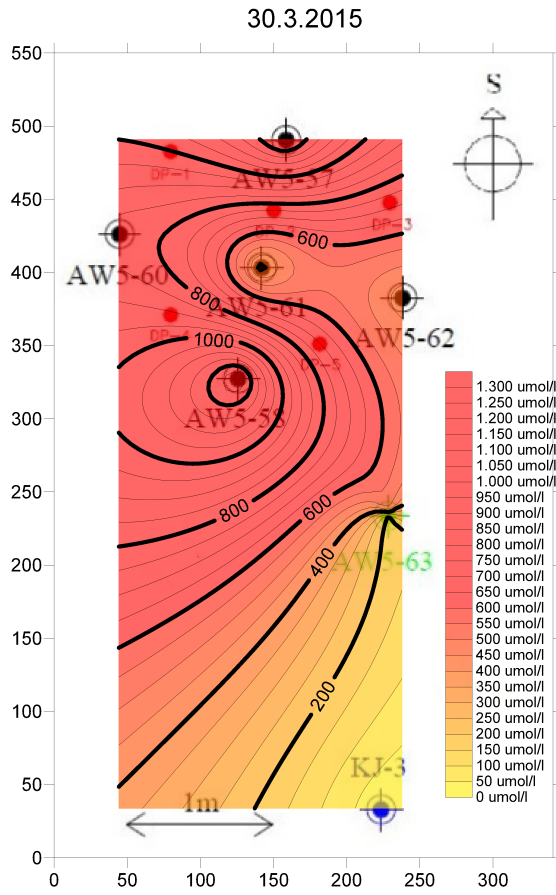 30.3.2015
550
500
450
400
350
300
250
200
150
100
50
0
0
50
100
150
200
250
300
S
AW5-57
DP-1
DP-3
AW5-60
600
AW5-61
800
AW5-62
DP-4
1000
DP-5
AW5-58
800
600
AW5-63
400
200
KJ-3
1m
1.300 umol/l
1.250 umol/l
1.200 umol/l
1.150 umol/l
1.100 umol/l
1.050 umol/l
1.000 umol/l
950 umol/l
900 umol/l
850 umol/l
800 umol/l
750 umol/l
700 umol/l
650 umol/l
600 umol/l
550 umol/l
500 umol/l
450 umol/l
400 umol/l
350 umol/l
300 umol/l
250 umol/l
200 umol/l
150 umol/l
100 umol/l
50 umol/l
0 umol/l